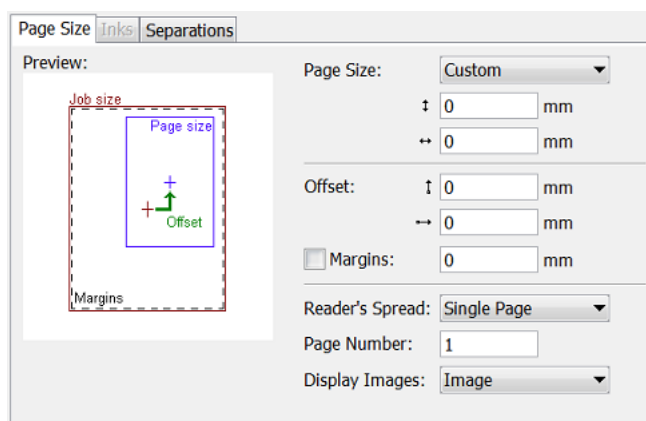 Page Size Inks Separations
Preview:
Job size
Page size
Offset
Margins
Page Size: Custom
0 mm
0 mm
Offset: 0 mm
0 mm
Margins: 0 mm
Reader's Spread: Single Page
Page Number: 1
Display Images: Image